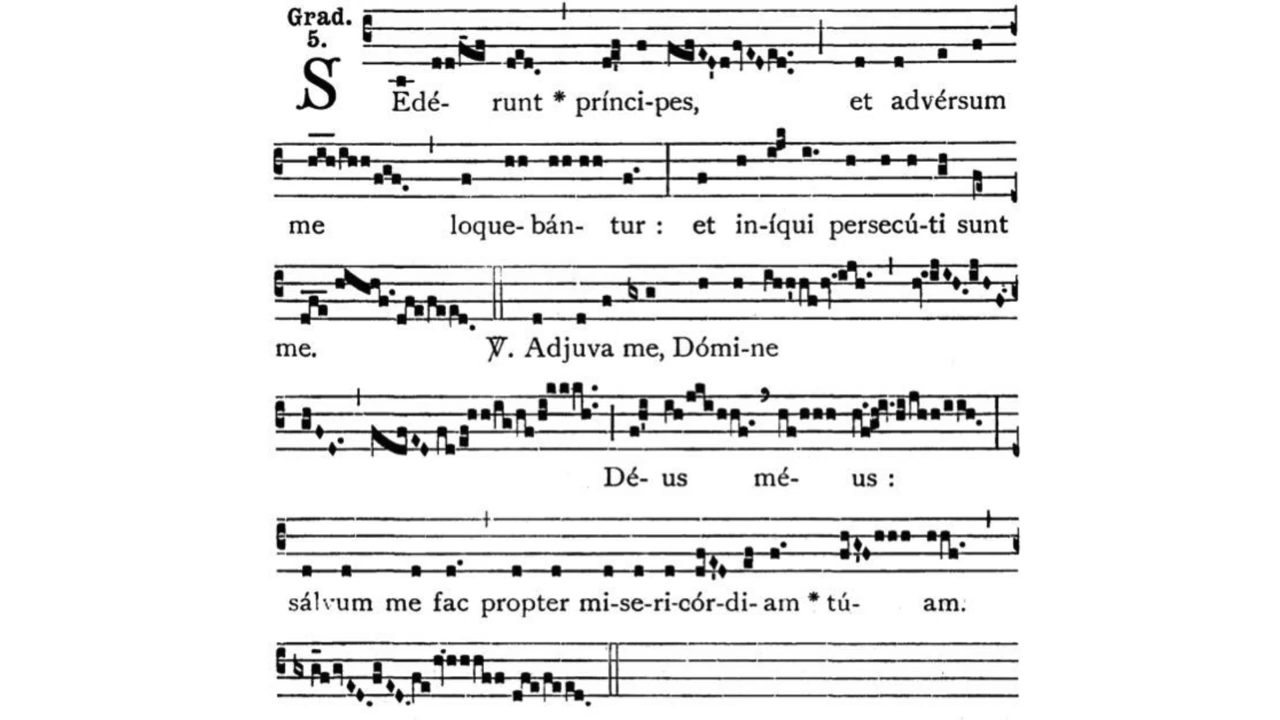 Grad.
5.
SEdé- runt * prínci-pes, et advérsum
me loque-bán- tur : et in-íqui persecú-ti sunt
me. ℣. Adjuva me, Dómi-ne
Dé- us mé- us :
sálvum me fac propter mi-se-ri-cór-di- am * tú- am.